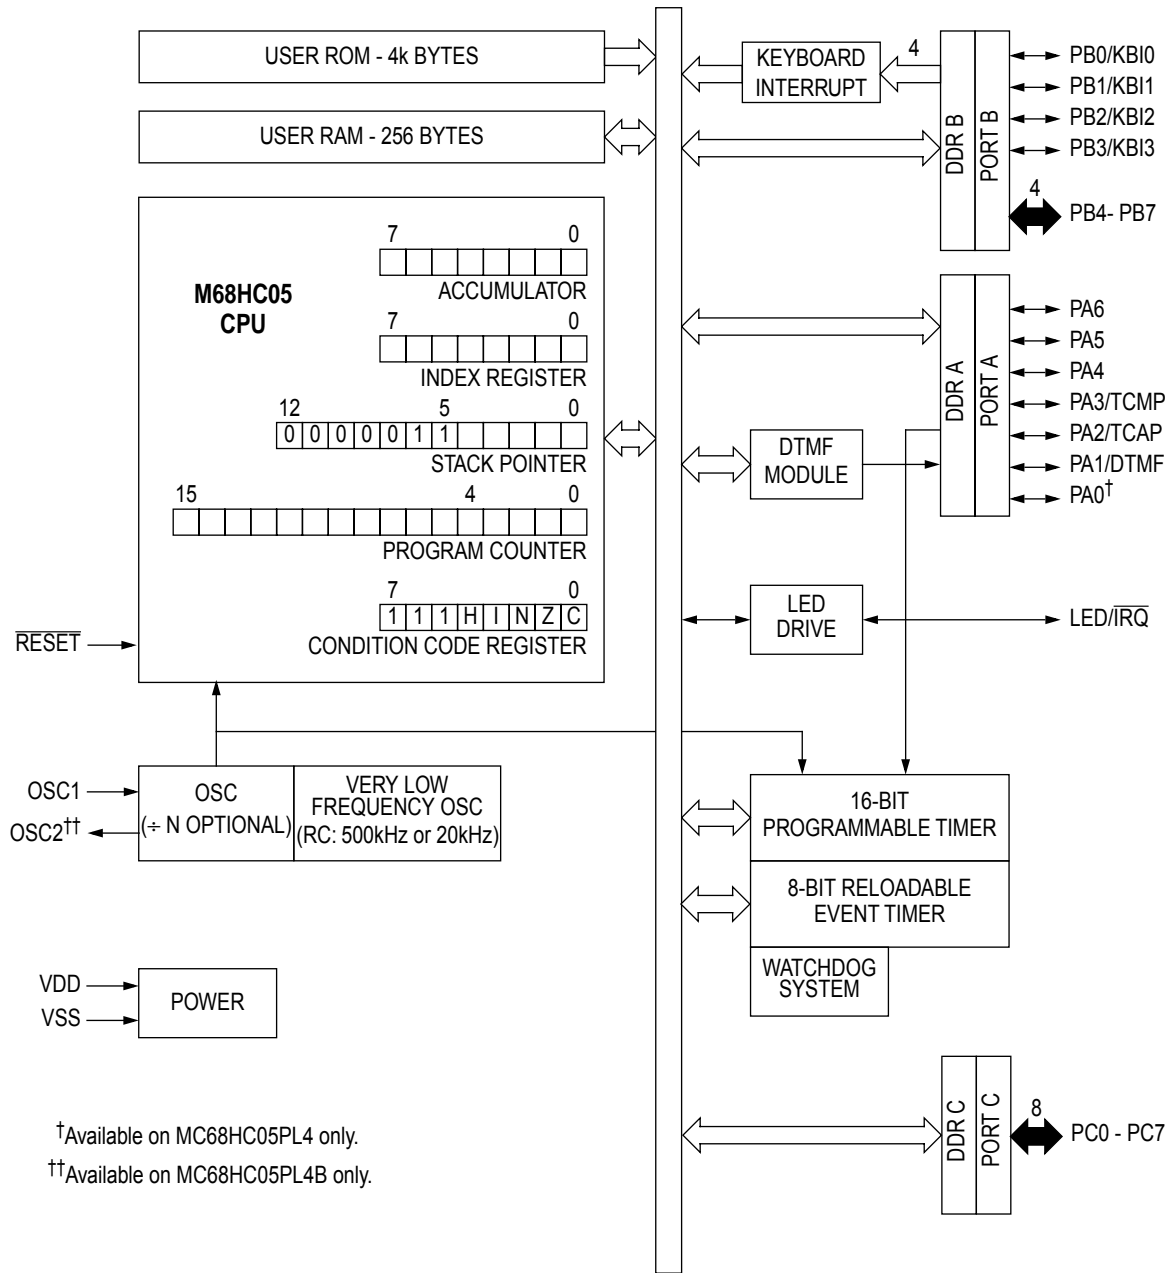 USER ROM - 4k BYTES
USER RAM - 256 BYTES
M68HC05
CPU
7 0
ACCUMULATOR
7 0
INDEX REGISTER
12 5 0
0 0 0 0 0 1 1
STACK POINTER
15 4 0
PROGRAM COUNTER
7 0
1 1 1 H I N Z C
CONDITION CODE REGISTER
RESET
OSC1
OSC2††
OSC
(÷ N OPTIONAL)
VERY LOW
FREQUENCY OSC
(RC: 500kHz or 20kHz)
VDD
VSS
POWER
†Available on MC68HC05PL4 only.
††Available on MC68HC05PL4B only.
KEYBOARD
INTERRUPT
4
DDR B
PORT B
PB0/KBI0
PB1/KBI1
PB2/KBI2
PB3/KBI3
4
PB4- PB7
DDR A
PORT A
PA6
PA5
PA4
PA3/TCMP
PA2/TCAP
PA1/DTMF
PA0†
DTMF
MODULE
LED
DRIVE
LED/IRQ
16-BIT
PROGRAMMABLE TIMER
8-BIT RELOADABLE
EVENT TIMER
WATCHDOG
SYSTEM
DDR C
PORT C
8
PC0 - PC7